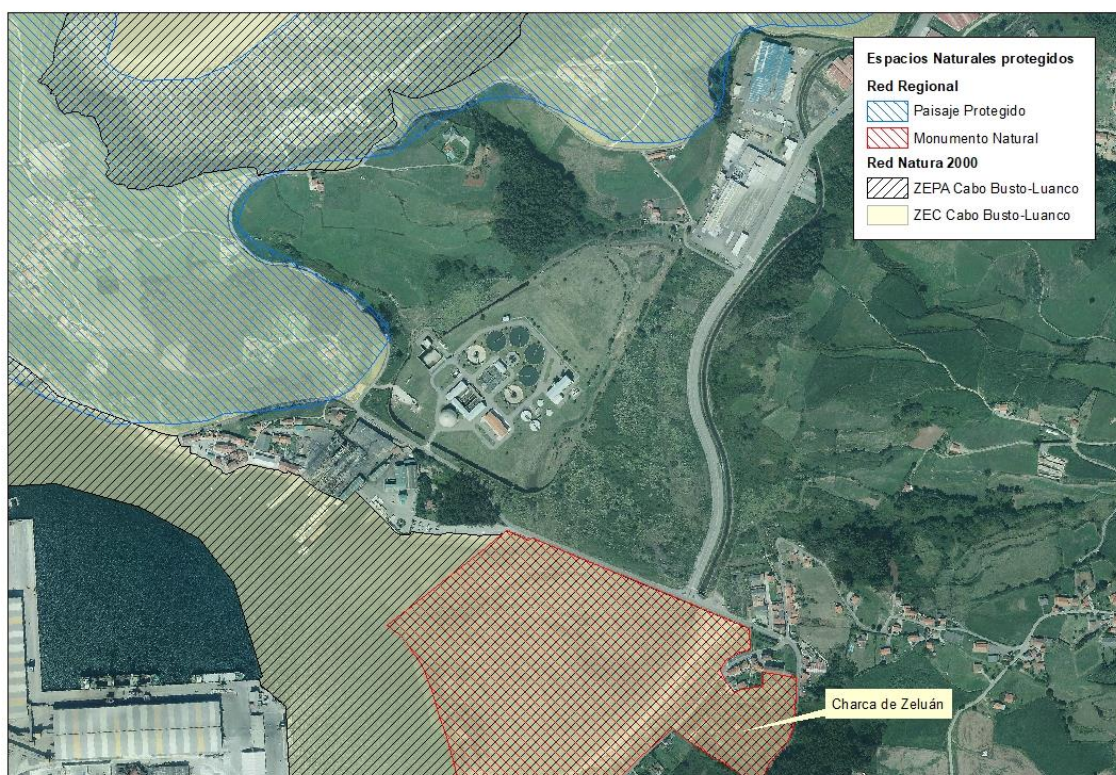 Espacios Naturales protegidos
Red Regional
Paisaje Protegido
Monumento Natural
Red Natura 2000
ZEPA Cabo Busto-Luanco
ZEC Cabo Busto-Luanco
Charca de Zeluán